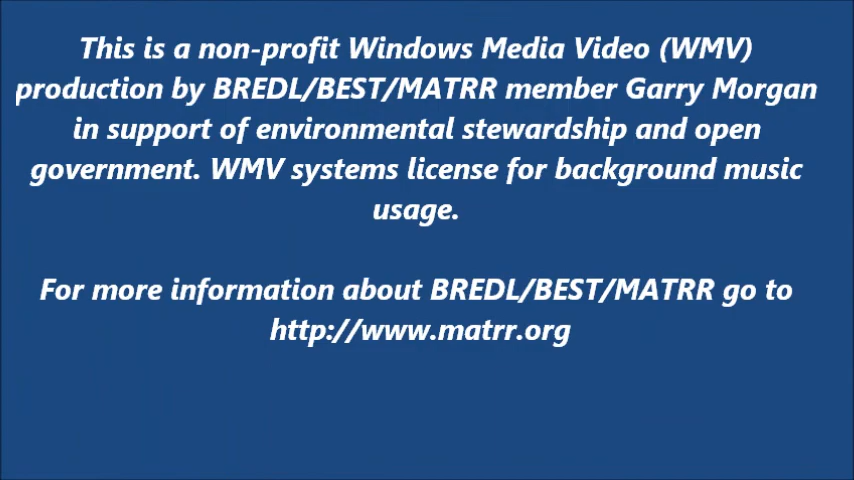 This is a non-profit Windows Media Video (WMV)
production by BREDL/BEST/MATRR member Garry Morgan
in support of environmental stewardship and open
government. WMV systems license for background music
usage.
For more information about BREDL/BEST/MATRR go to
http://www.matrr.org